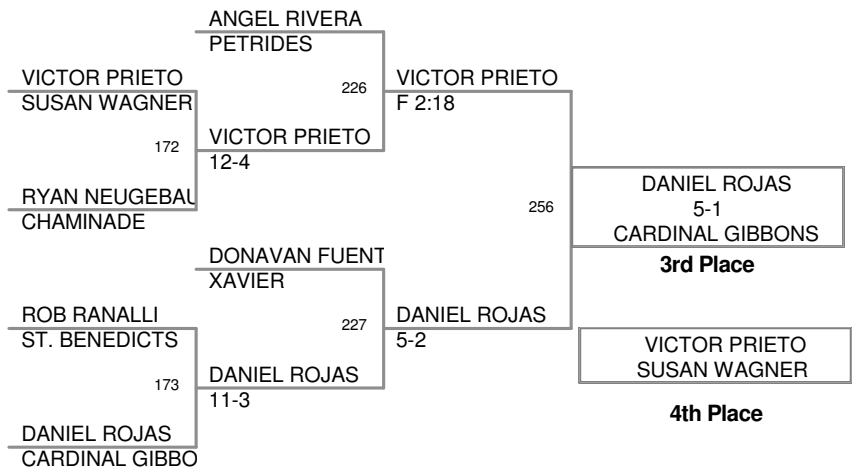 ANGEL RIVERA
PETRIDES
VICTOR PRIETO
SUSAN WAGNER
226
VICTOR PRIETO
F 2:18
172
VICTOR PRIETO
12-4
RYAN NEUGEBAU
CHAMINADE
256
DANIEL ROJAS
5-1
CARDINAL GIBBONS
3rd Place
DONAVAN FUENT
XAVIER
ROB RANALLI
ST. BENEDICTS
227
DANIEL ROJAS
5-2
VICTOR PRIETO
SUSAN WAGNER
4th Place
173
DANIEL ROJAS
11-3
DANIEL ROJAS
CARDINAL GIBBO